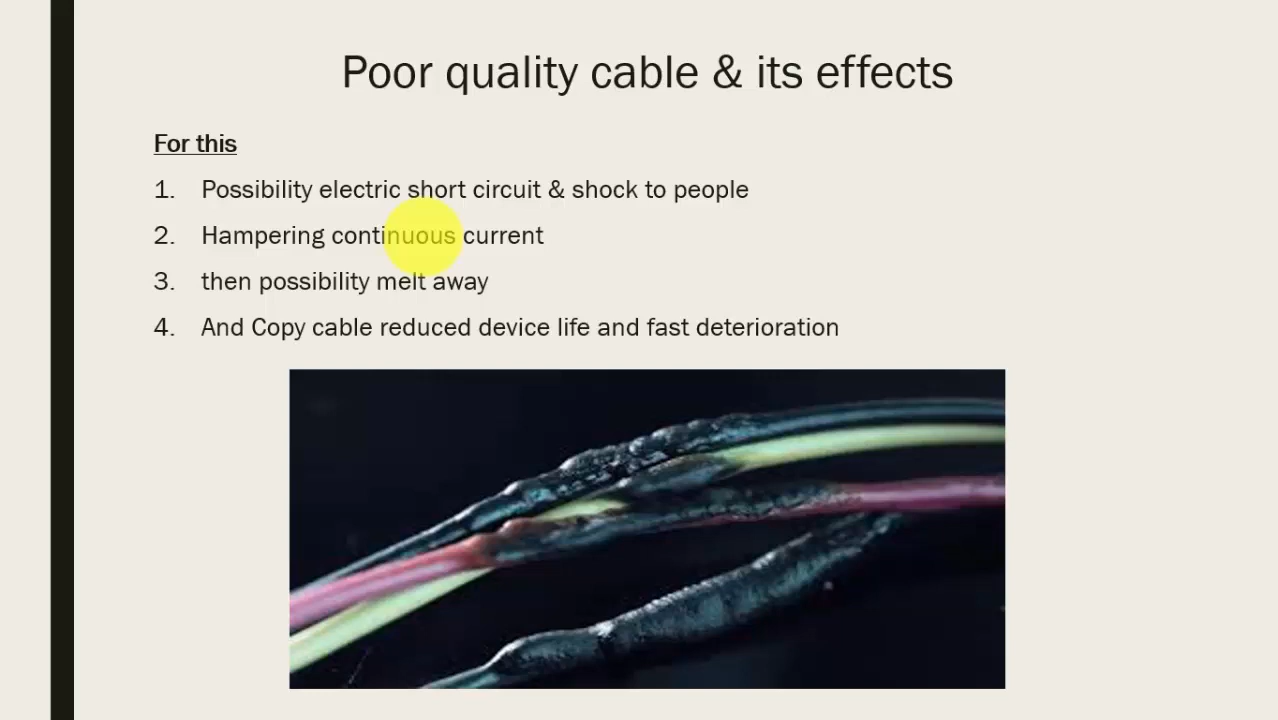 Poor quality cable & its effects
For this
1. Possibility electric short circuit & shock to people
2. Hampering continuous current
3. then possibility melt away
4. And Copy cable reduced device life and fast deterioration